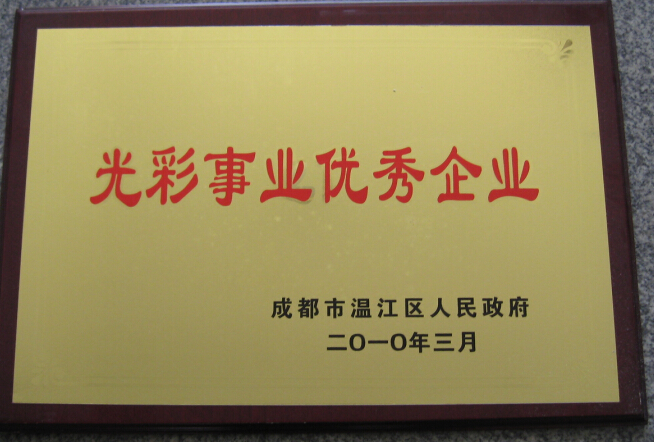 光彩事业优秀企业
成都市温江区人民政府
二〇一〇年三月